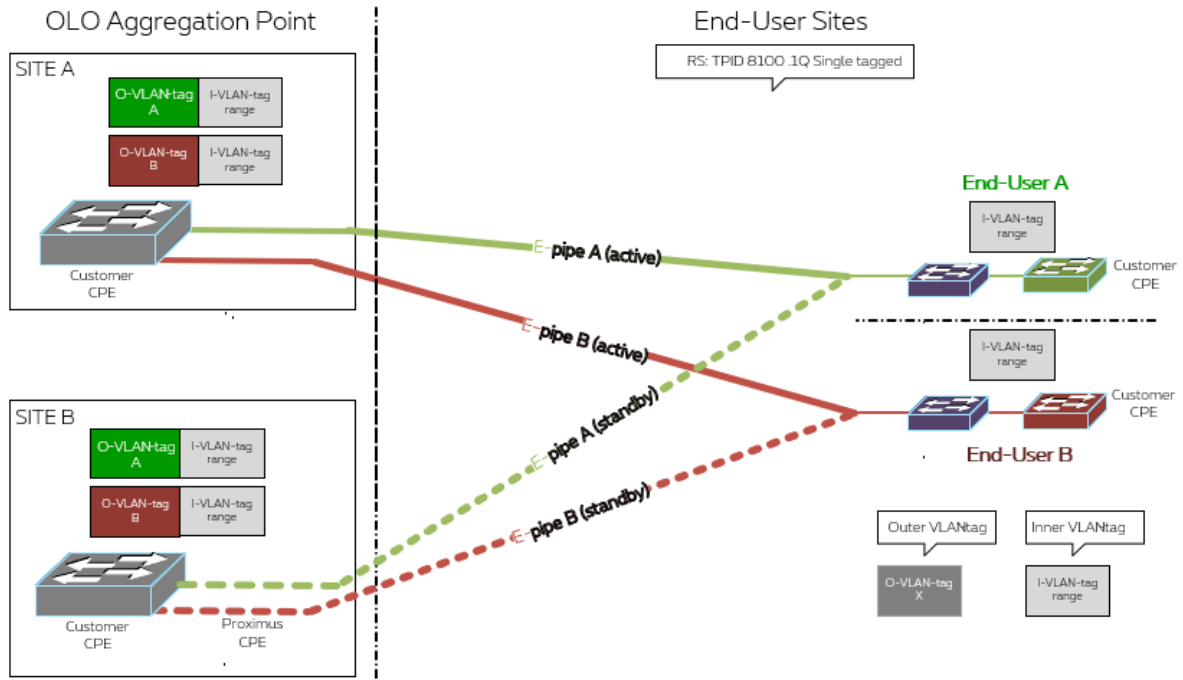 OLO Aggregation Point
End-User Sites
SITE A
O-VLAN-tag
A
I-VLAN-tag
range
O-VLAN-tag
B
I-VLAN-tag
range
Customer
CPE
RS: TPID 8100 .1Q Single tagged
E-pipe A (active)
E-pipe B (active)
E-pipe A (standby)
E-pipe B (standby)
End-User A
I-VLAN-tag
range
Customer
CPE
I-VLAN-tag
range
Customer
CPE
End-User B
SITE B
O-VLAN-tag
A
I-VLAN-tag
range
O-VLAN-tag
B
I-VLAN-tag
range
Customer
CPE
Proximus
CPE
Outer VLANtag
Inner VLANtag
O-VLAN-tag
X
I-VLAN-tag
range